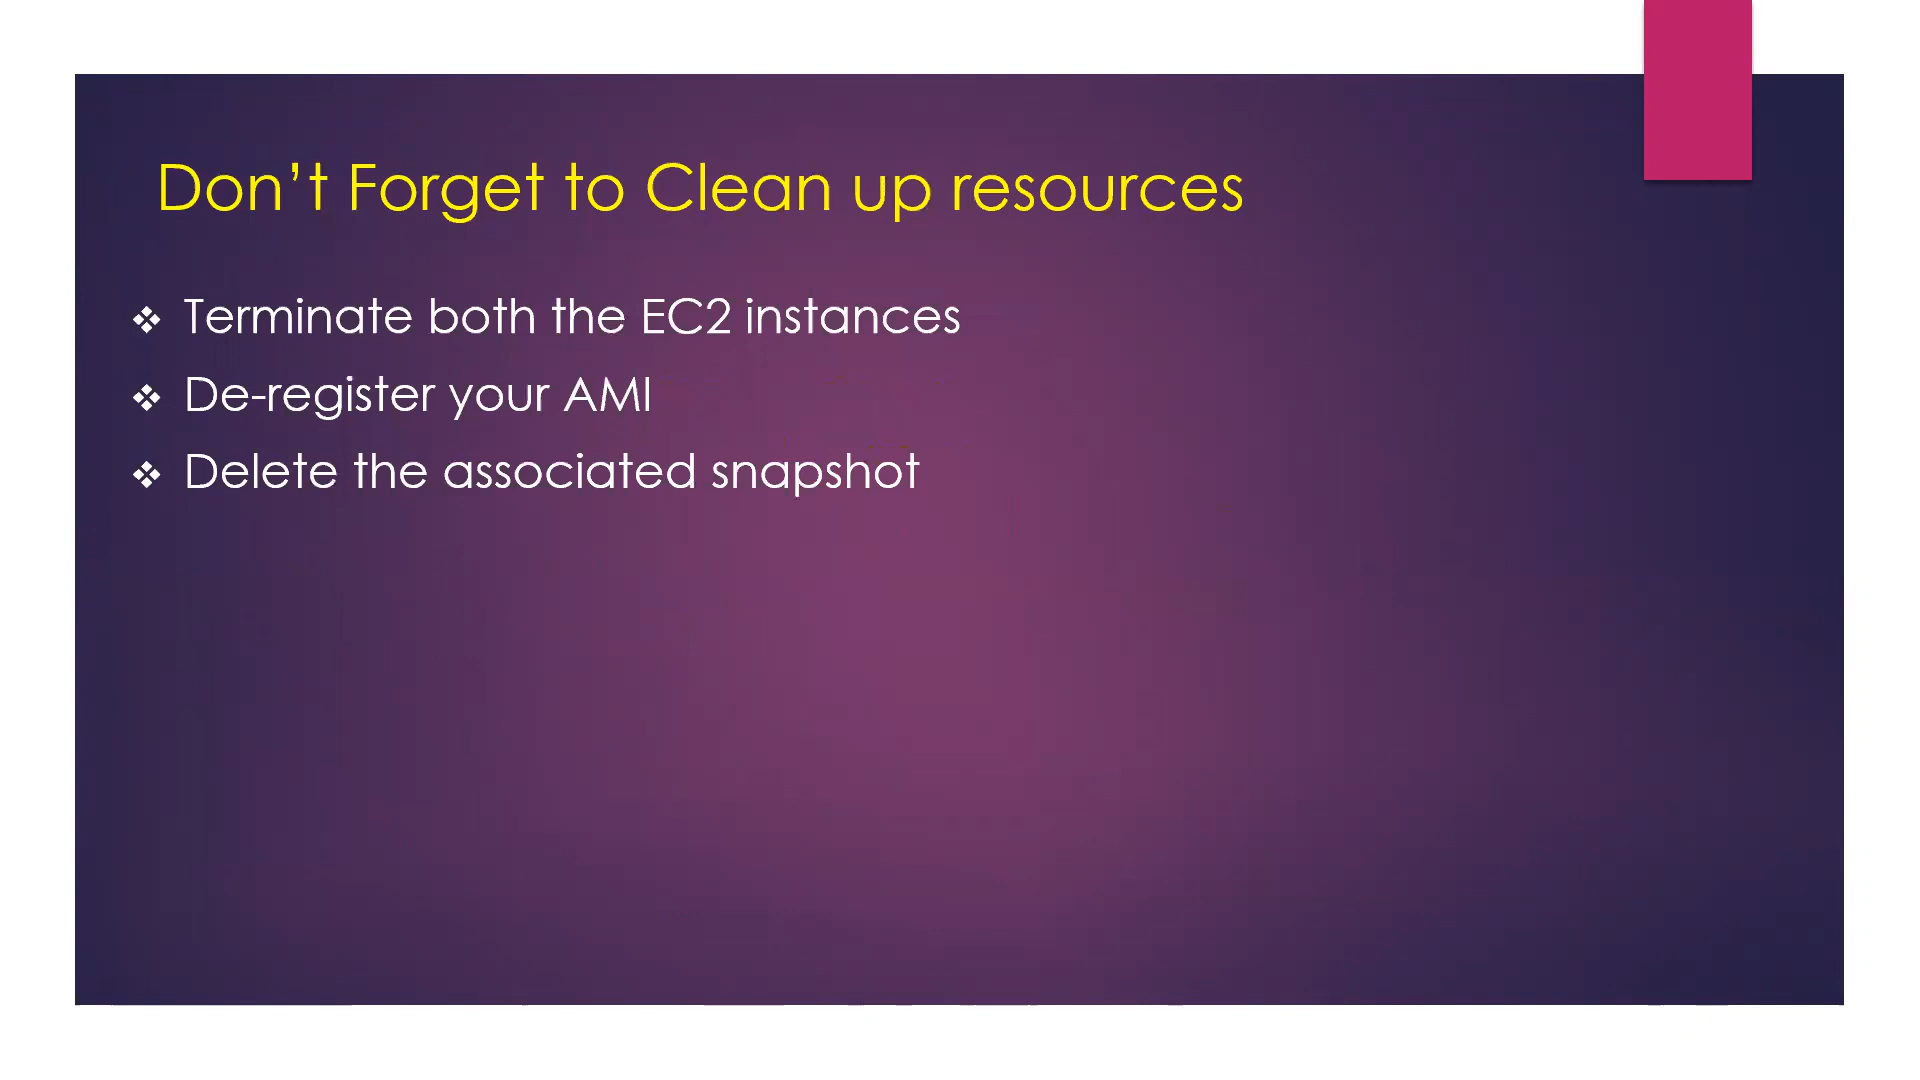 Don’t Forget to Clean up resources
❖ Terminate both the EC2 instances
❖ De-register your AMI
❖ Delete the associated snapshot